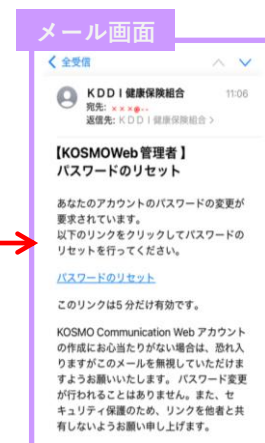 メール画面
全受信
KDDI健康保険組合 11:06
宛先: ×××@..
返信先: KDDI健康保険組合 >
【KOSMOWeb管理者】
パスワードのリセット
あなたのアカウントのパスワードの変更が
要求されています。
以下のリンクをクリックしてパスワードの
リセットを行ってください。
パスワードのリセット
このリンクは5 分だけ有効です。
KOSMO Communication Web アカウント
の作成にお心当たりがない場合は、恐れ入
りますがこのメールを無視していただけま
すようお願いいたします。 パスワード変更
が行われることはありません。また、セ
キュリティ保護のため、リンクを他者と共
有しないようお願い申し上げます。